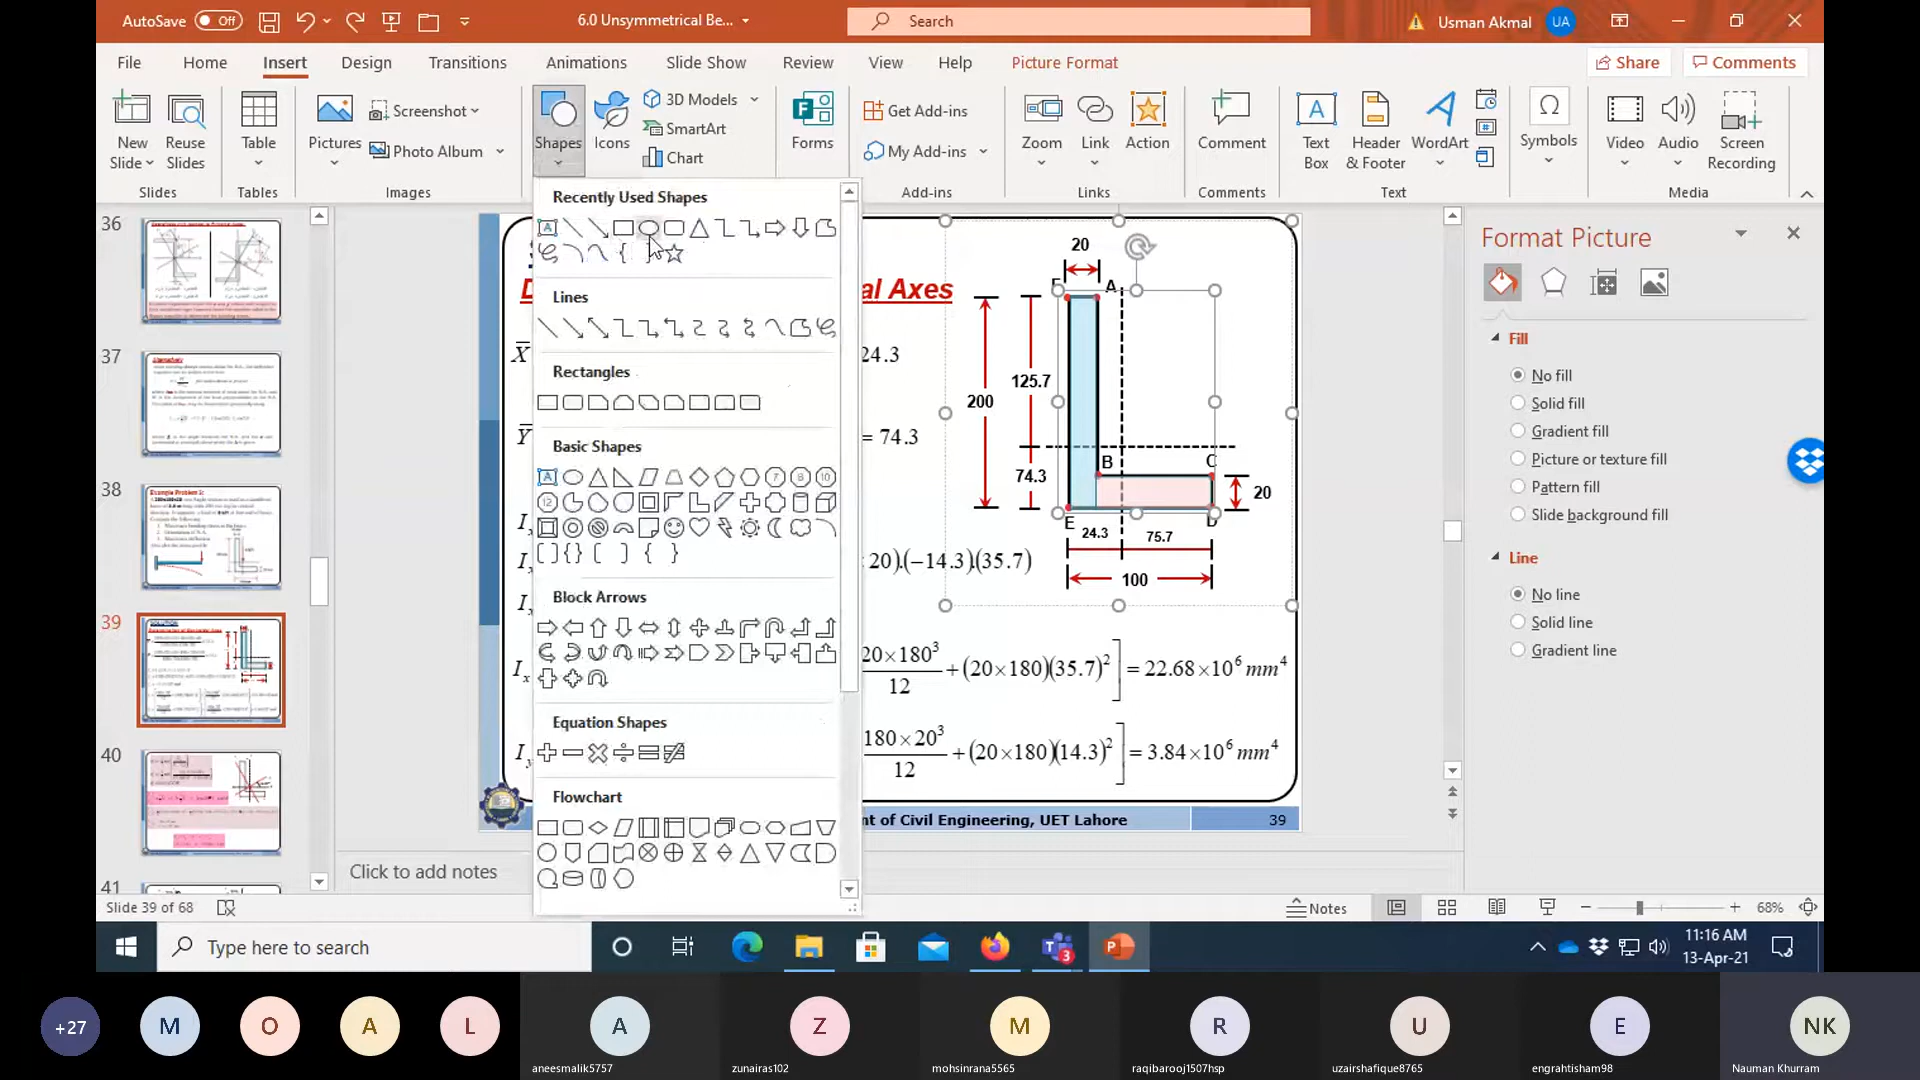 AutoSave Off
6.0 Unsymmetrical Be...
Search
Usman Akmal UA
File Home Insert Design Transitions Animations Slide Show Review View Help Picture Format
Share Comments
New Slide
Reuse Slides
Table
Pictures
Screenshot
Photo Album
Shapes
Icons
3D Models
SmartArt
Chart
Forms
Get Add-ins
My Add-ins
Zoom
Link
Action
Comment
Text Box
Header & Footer
WordArt
Symbols
Video
Audio
Screen Recording
Slides Tables Images Add-ins Links Comments Text Media
Recently Used Shapes
Lines
Rectangles
Basic Shapes
Block Arrows
Equation Shapes
Flowchart
36
37
38
Example Problem 1:
39
SOLUTION
40
41
al Axes
X
24.3
Y
= 74.3
20).(−14.3).(35.7)
20×180³
12
+(20×180)(35.7)²] = 22.68×10⁶ mm⁴
180×20³
12
+(20×180)(14.3)²] = 3.84×10⁶ mm⁴
20
A
125.7
200
B
C
74.3
20
E
D
24.3
75.7
100
nt of Civil Engineering, UET Lahore
39
Format Picture
Fill
No fill
Solid fill
Gradient fill
Picture or texture fill
Pattern fill
Slide background fill
Line
No line
Solid line
Gradient line
Click to add notes
Slide 39 of 68
Notes
68%
Type here to search
3
11:16 AM
13-Apr-21
+27
M
O
A
L
A
aneesmalik5757
Z
zunairas102
M
mohsinrana5565
R
raqibarooj1507hsp
U
uzairshafique8765
E
engrahtisham98
NK
Nauman Khurram